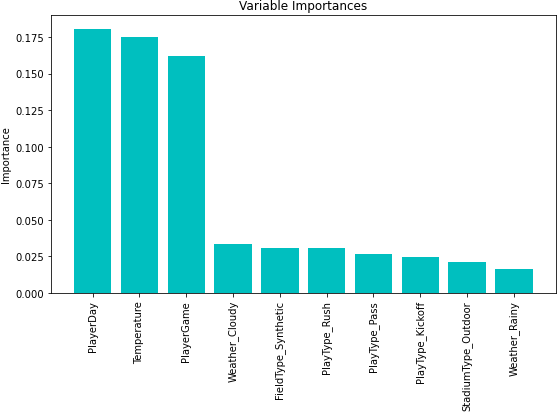 Variable Importances
Importance
0.175
0.150
0.125
0.100
0.075
0.050
0.025
0.000
PlayerDay
Temperature
PlayerGame
Weather_Cloudy
FieldType_Synthetic
PlayType_Rush
PlayType_Pass
PlayType_Kickoff
StadiumType_Outdoor
Weather_Rainy